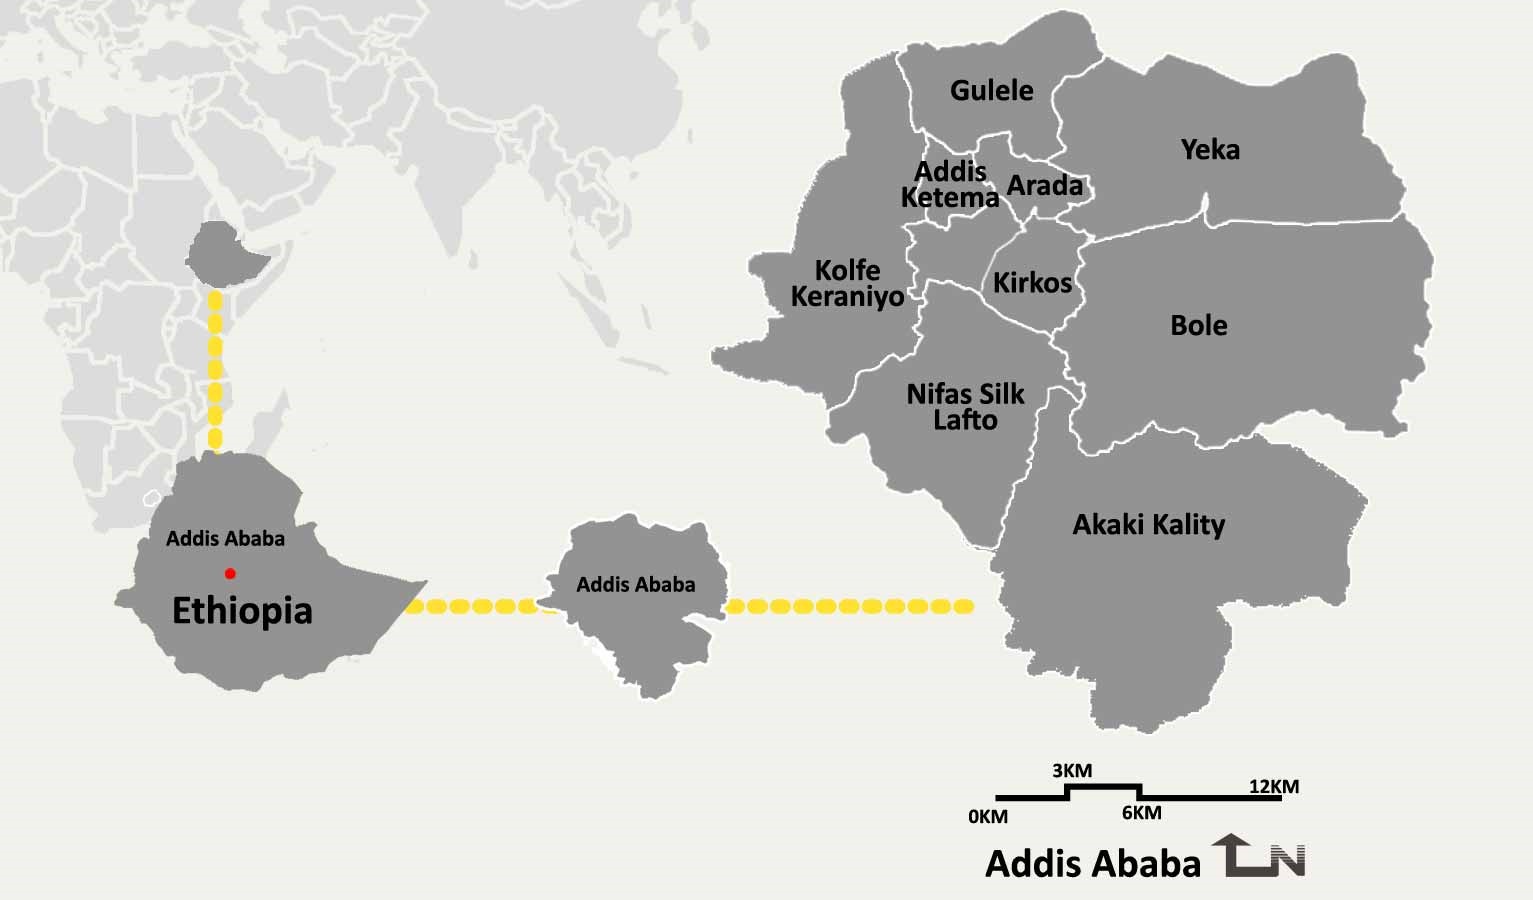 Gulele
Yeka
Addis
Ketema
Arada
Kolfe
Keraniyo
Kirkos
Bole
Nifas Silk
Lafto
Akaki Kality
Addis Ababa
Ethiopia
Addis Ababa
3KM
12KM
0KM
6KM
Addis Ababa
N